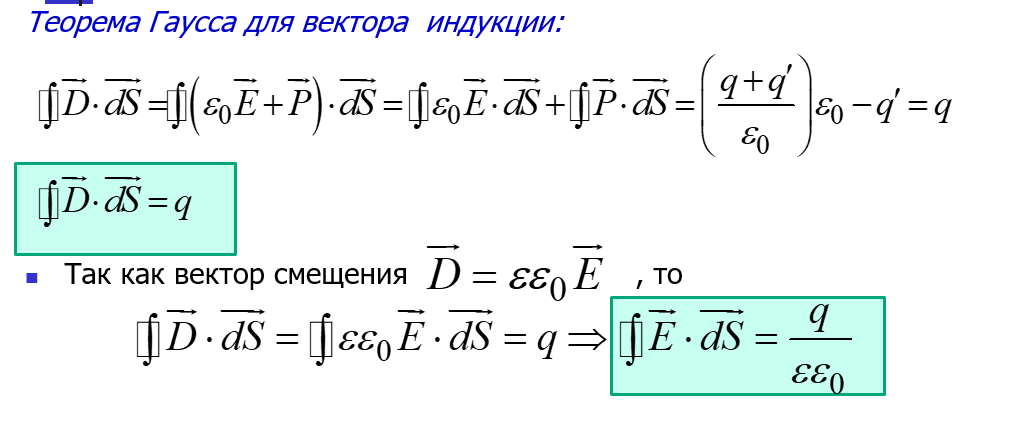 Теорема Гаусса для вектора индукции:
∯D⃗·dS⃗=∯(ε₀E⃗+P⃗)·dS⃗=∯ε₀E⃗·dS⃗+∯P⃗·dS⃗=((q+q′)/ε₀)ε₀−q′=q
∯D⃗·dS⃗=q
Так как вектор смещения D⃗=εε₀E⃗ , то
∯D⃗·dS⃗=∯εε₀E⃗·dS⃗=q⇒∯E⃗·dS⃗=q/εε₀